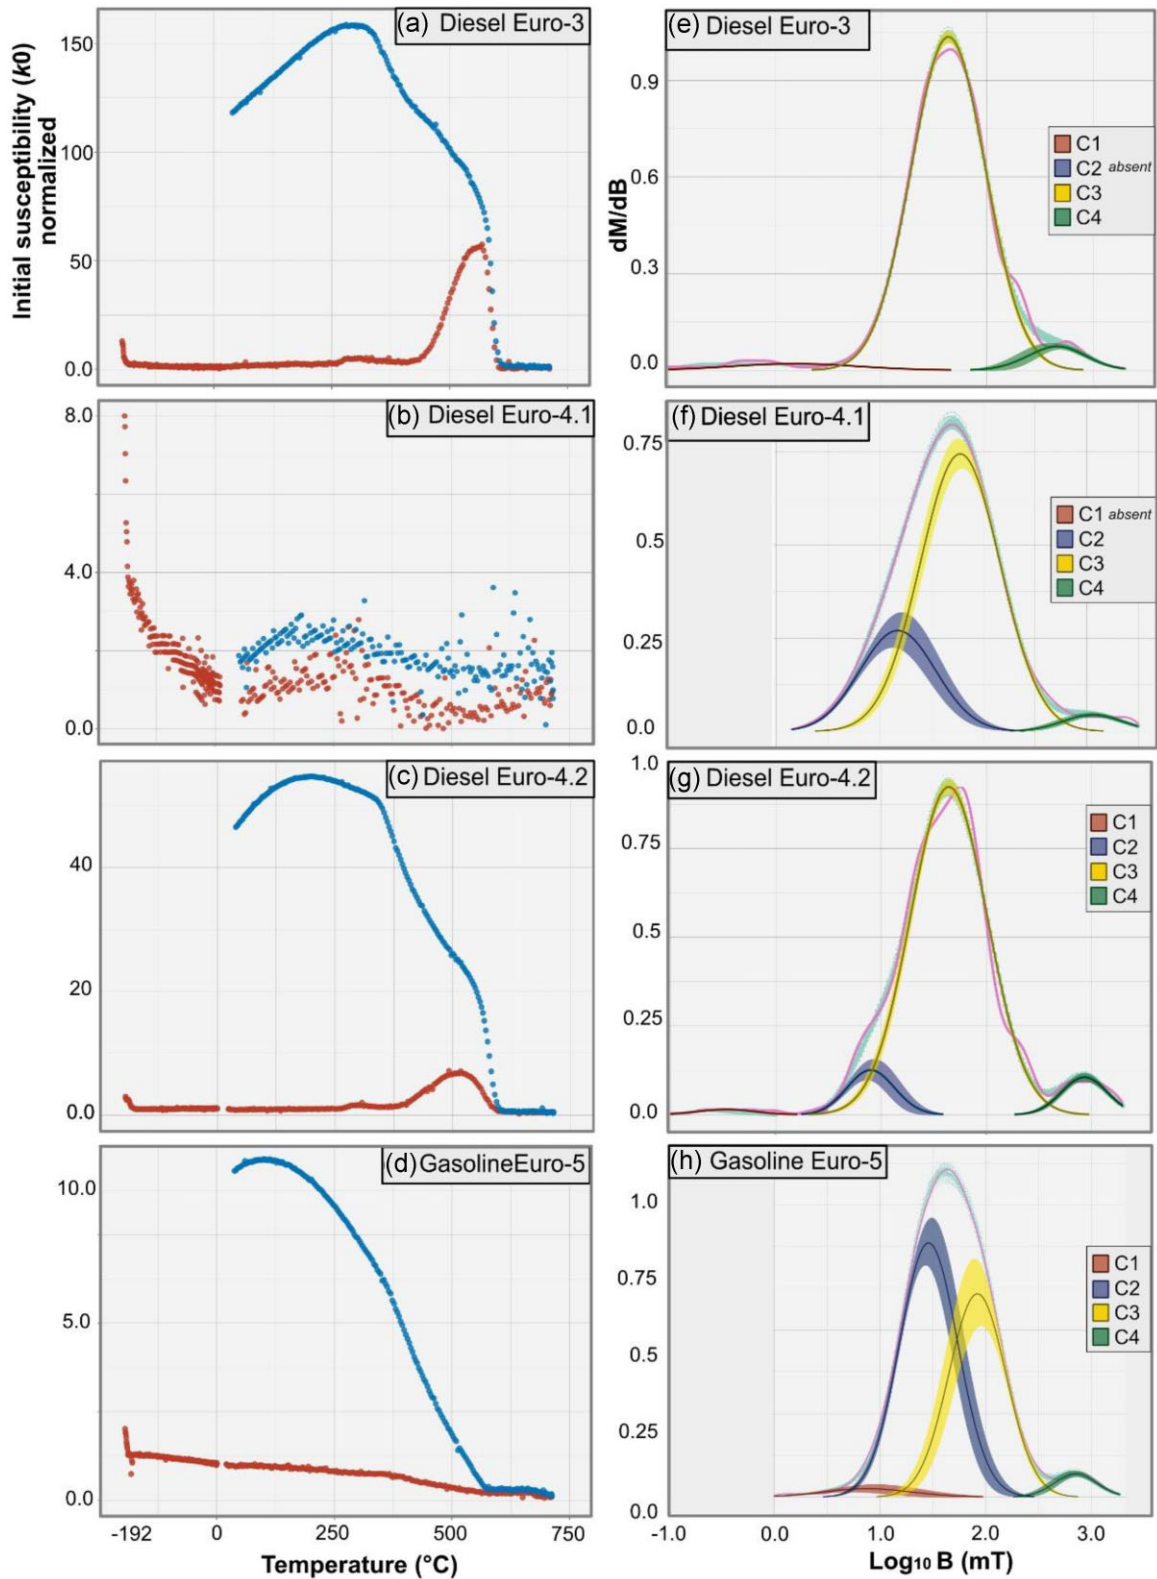 (a) Diesel Euro-3
Initial susceptibility (k0)
normalized
150
100
50
0.0
(b) Diesel Euro-4.1
8.0
4.0
0.0
(c) Diesel Euro-4.2
40
20
0.0
(d) GasolineEuro-5
10.0
5.0
0.0
-192
0
250
500
750
Temperature (°C)
(e) Diesel Euro-3
dM/dB
0.9
0.6
0.3
0.0
C1
C2 absent
C3
C4
(f) Diesel Euro-4.1
0.75
0.5
0.25
0.0
C1 absent
C2
C3
C4
(g) Diesel Euro-4.2
1.0
0.75
0.5
0.25
0.0
C1
C2
C3
C4
(h) Gasoline Euro-5
1.0
0.75
0.5
0.25
0.0
C1
C2
C3
C4
-1.0
0.0
1.0
2.0
3.0
Log₁₀ B (mT)